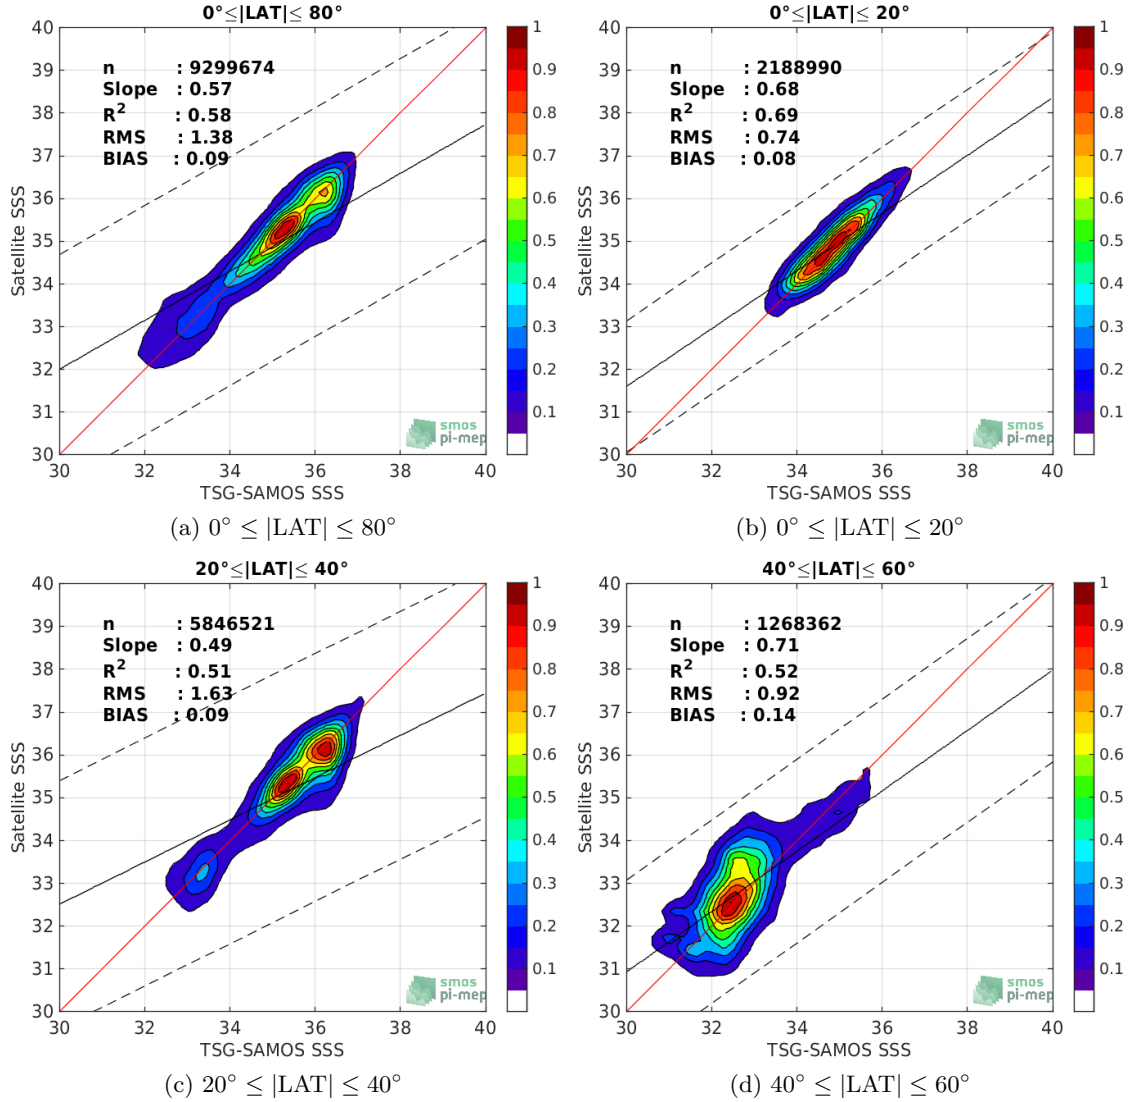 0°≤|LAT|≤ 80°
n : 9299674
Slope : 0.57
R² : 0.58
RMS : 1.38
BIAS : 0.09
Satellite SSS
40
39
38
37
36
35
34
33
32
31
30
30 32 34 36 38 40
TSG-SAMOS SSS
1
0.9
0.8
0.7
0.6
0.5
0.4
0.3
0.2
0.1
smos
pi-mep
(a) 0° ≤ |LAT| ≤ 80°
0°≤|LAT|≤ 20°
n : 2188990
Slope : 0.68
R² : 0.69
RMS : 0.74
BIAS : 0.08
Satellite SSS
40
39
38
37
36
35
34
33
32
31
30
30 32 34 36 38 40
TSG-SAMOS SSS
1
0.9
0.8
0.7
0.6
0.5
0.4
0.3
0.2
0.1
smos
pi-mep
(b) 0° ≤ |LAT| ≤ 20°
20°≤|LAT|≤ 40°
n : 5846521
Slope : 0.49
R² : 0.51
RMS : 1.63
BIAS : 0.09
Satellite SSS
40
39
38
37
36
35
34
33
32
31
30
30 32 34 36 38 40
TSG-SAMOS SSS
1
0.9
0.8
0.7
0.6
0.5
0.4
0.3
0.2
0.1
smos
pi-mep
(c) 20° ≤ |LAT| ≤ 40°
40°≤|LAT|≤ 60°
n : 1268362
Slope : 0.71
R² : 0.52
RMS : 0.92
BIAS : 0.14
Satellite SSS
40
39
38
37
36
35
34
33
32
31
30
30 32 34 36 38 40
TSG-SAMOS SSS
1
0.9
0.8
0.7
0.6
0.5
0.4
0.3
0.2
0.1
smos
pi-mep
(d) 40° ≤ |LAT| ≤ 60°